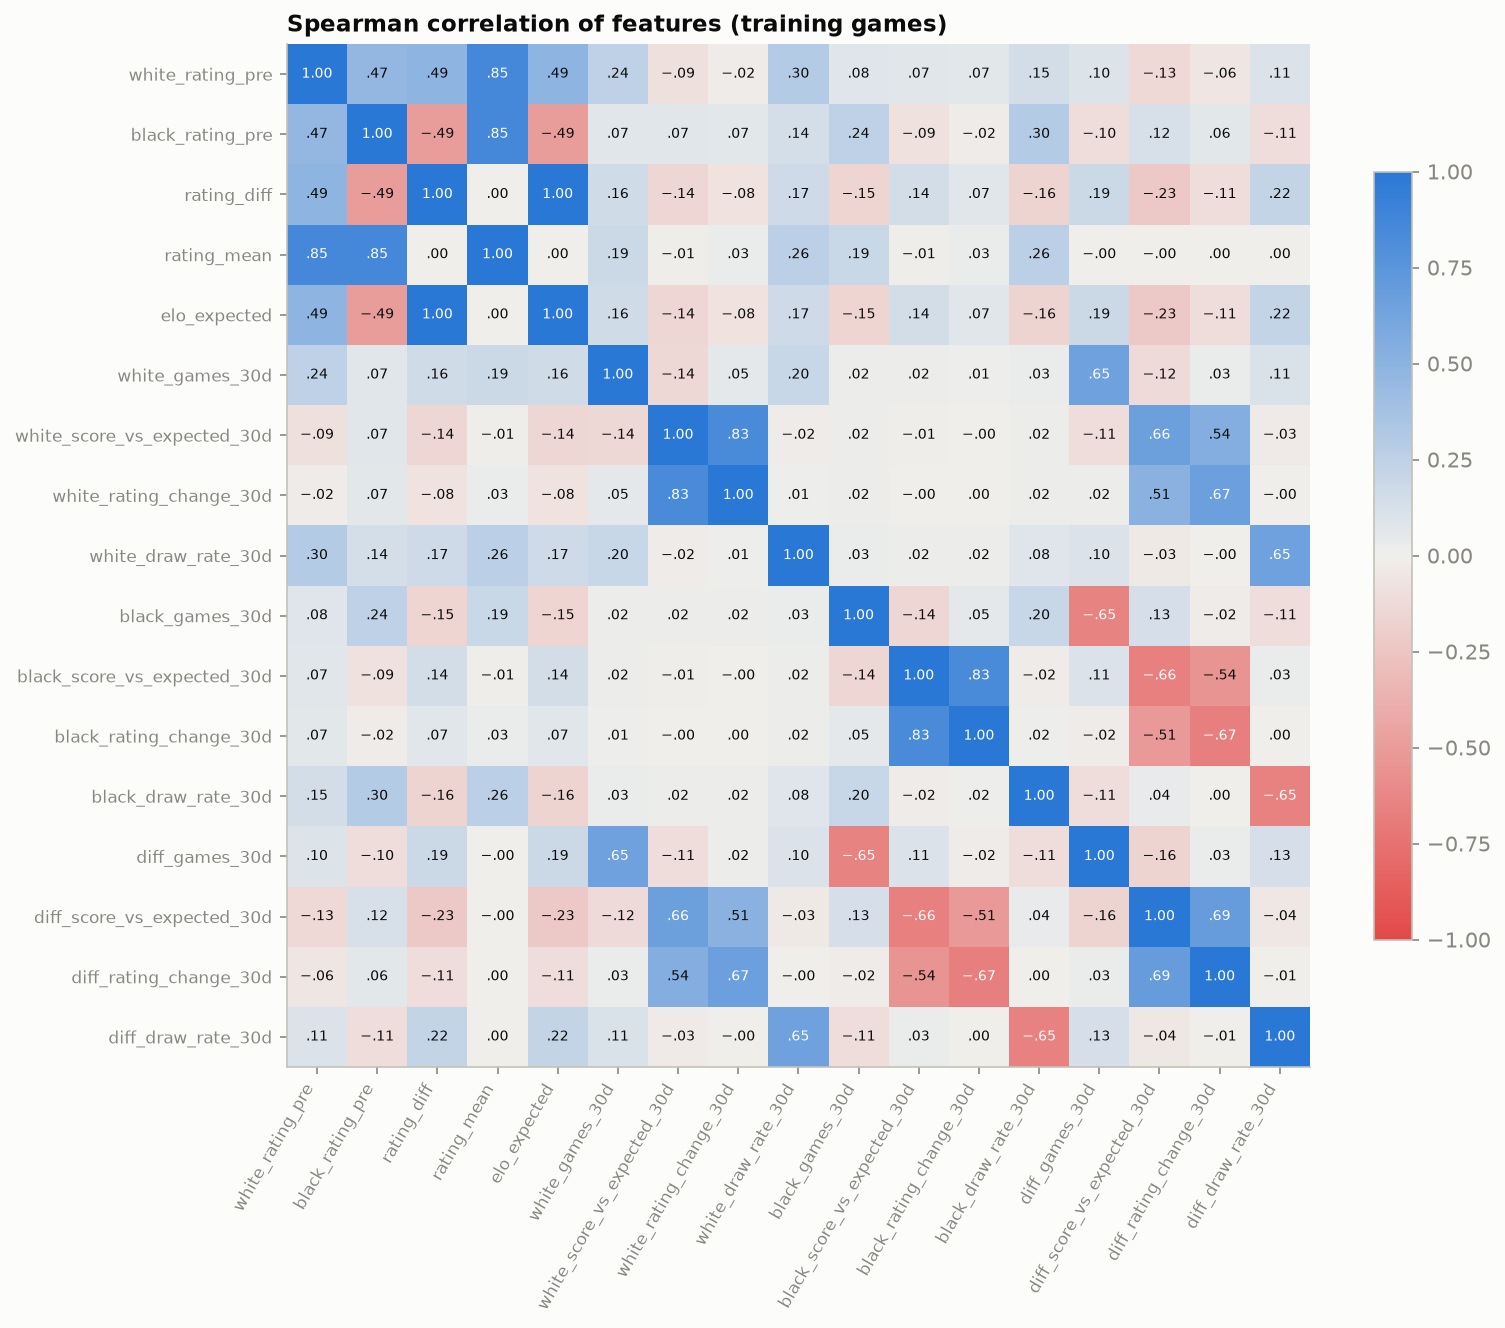 Spearman correlation of features (training games)
white_rating_pre 1.00 .47 .49 .85 .49 .24 −.09 −.02 .30 .08 .07 .07 .15 .10 −.13 −.06 .11
black_rating_pre .47 1.00 −.49 .85 −.49 .07 .07 .07 .14 .24 −.09 −.02 .30 −.10 .12 .06 −.11
rating_diff .49 −.49 1.00 .00 1.00 .16 −.14 −.08 .17 −.15 .14 .07 −.16 .19 −.23 −.11 .22
rating_mean .85 .85 .00 1.00 .00 .19 −.01 .03 .26 .19 −.01 .03 .26 −.00 −.00 .00 .00
elo_expected .49 −.49 1.00 .00 1.00 .16 −.14 −.08 .17 −.15 .14 .07 −.16 .19 −.23 −.11 .22
white_games_30d .24 .07 .16 .19 .16 1.00 −.14 .05 .20 .02 .02 .01 .03 .65 −.12 .03 .11
white_score_vs_expected_30d −.09 .07 −.14 −.01 −.14 −.14 1.00 .83 −.02 .02 −.01 −.00 .02 −.11 .66 .54 −.03
white_rating_change_30d −.02 .07 −.08 .03 −.08 .05 .83 1.00 .01 .02 −.00 .00 .02 .02 .51 .67 −.00
white_draw_rate_30d .30 .14 .17 .26 .17 .20 −.02 .01 1.00 .03 .02 .02 .08 .10 −.03 −.00 .65
black_games_30d .08 .24 −.15 .19 −.15 .02 .02 .02 .03 1.00 −.14 .05 .20 −.65 .13 −.02 −.11
black_score_vs_expected_30d .07 −.09 .14 −.01 .14 .02 −.01 −.00 .02 −.14 1.00 .83 −.02 .11 −.66 −.54 .03
black_rating_change_30d .07 −.02 .07 .03 .07 .01 −.00 .00 .02 .05 .83 1.00 .02 −.02 −.51 −.67 .00
black_draw_rate_30d .15 .30 −.16 .26 −.16 .03 .02 .02 .08 .20 −.02 .02 1.00 −.11 .04 .00 −.65
diff_games_30d .10 −.10 .19 −.00 .19 .65 −.11 .02 .10 −.65 .11 −.02 −.11 1.00 −.16 .03 .13
diff_score_vs_expected_30d −.13 .12 −.23 −.00 −.23 −.12 .66 .51 −.03 .13 −.66 −.51 .04 −.16 1.00 .69 −.04
diff_rating_change_30d −.06 .06 −.11 .00 −.11 .03 .54 .67 −.00 −.02 −.54 −.67 .00 .03 .69 1.00 −.01
diff_draw_rate_30d .11 −.11 .22 .00 .22 .11 −.03 −.00 .65 −.11 .03 .00 −.65 .13 −.04 −.01 1.00
white_rating_pre
black_rating_pre
rating_diff
rating_mean
elo_expected
white_games_30d
white_score_vs_expected_30d
white_rating_change_30d
white_draw_rate_30d
black_games_30d
black_score_vs_expected_30d
black_rating_change_30d
black_draw_rate_30d
diff_games_30d
diff_score_vs_expected_30d
diff_rating_change_30d
diff_draw_rate_30d
1.00
0.75
0.50
0.25
0.00
−0.25
−0.50
−0.75
−1.00